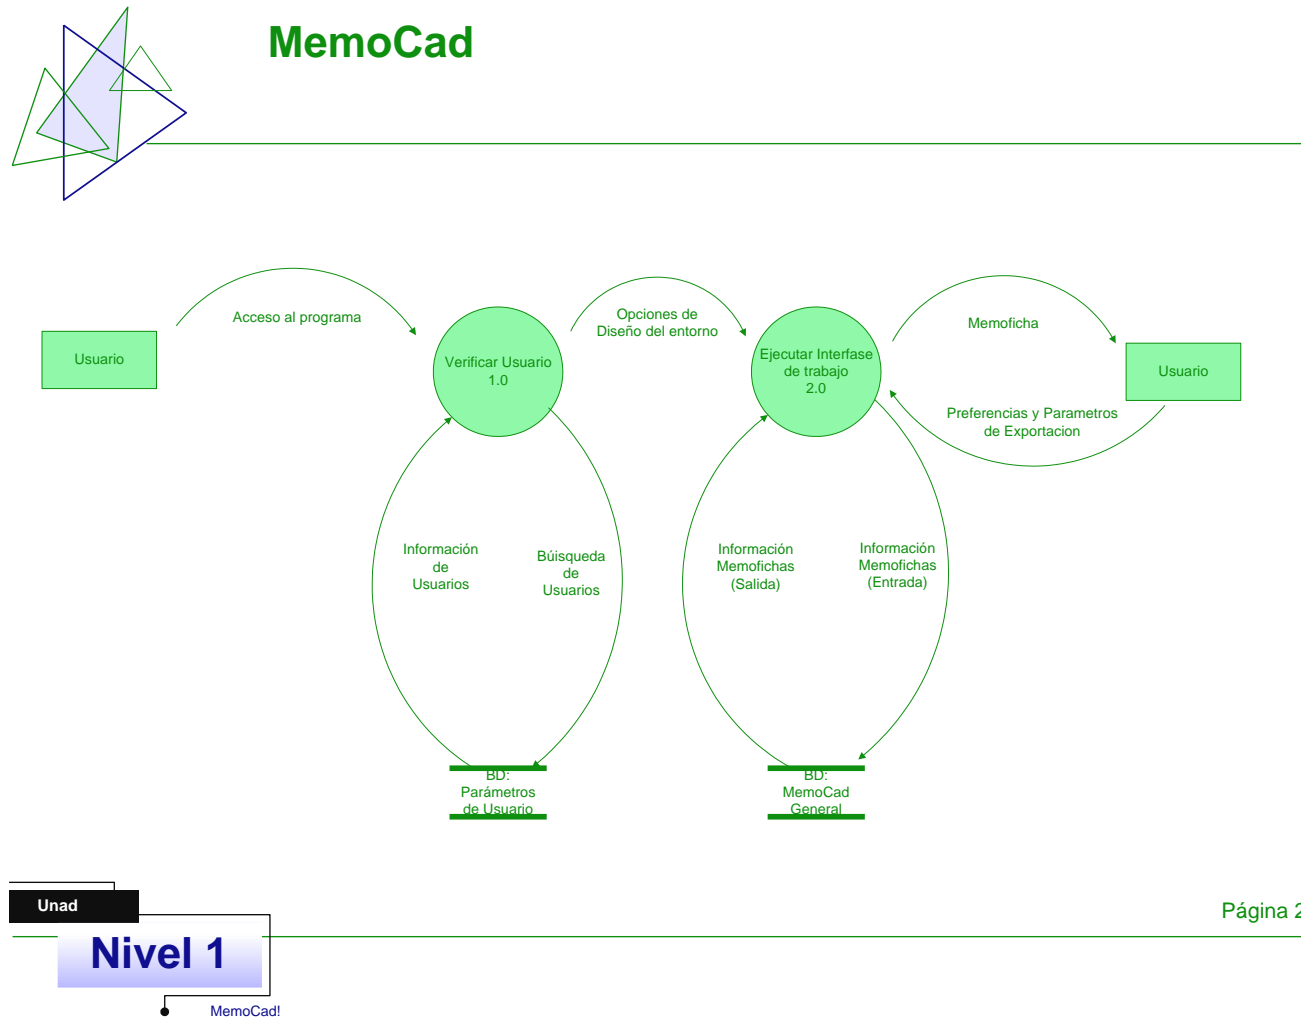 MemoCad
Usuario
Acceso al programa
Verificar Usuario
1.0
Opciones de
Diseño del entorno
Ejecutar Interfase
de trabajo
2.0
Memoficha
Usuario
Preferencias y Parametros
de Exportacion
Información
de
Usuarios
Búisqueda
de
Usuarios
Información
Memofichas
(Salida)
Información
Memofichas
(Entrada)
BD:
Parámetros
de Usuario
BD:
MemoCad
General
Unad
Página 2
Nivel 1
MemoCad!